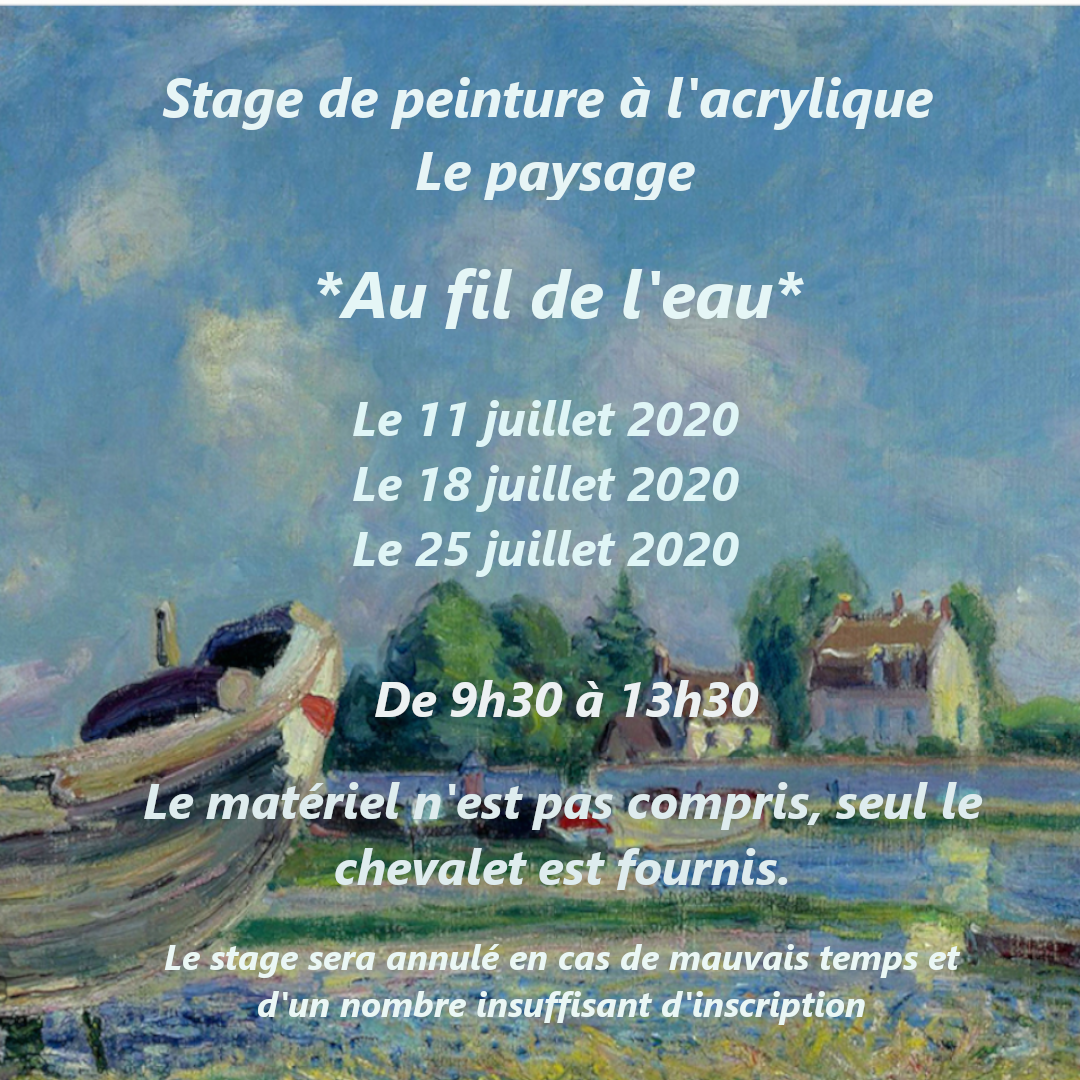 Stage de peinture à l'acrylique
Le paysage
*Au fil de l'eau*
Le 11 juillet 2020
Le 18 juillet 2020
Le 25 juillet 2020
De 9h30 à 13h30
Le matériel n'est pas compris, seul le
chevalet est fournis.
Le stage sera annulé en cas de mauvais temps et
d'un nombre insuffisant d'inscription